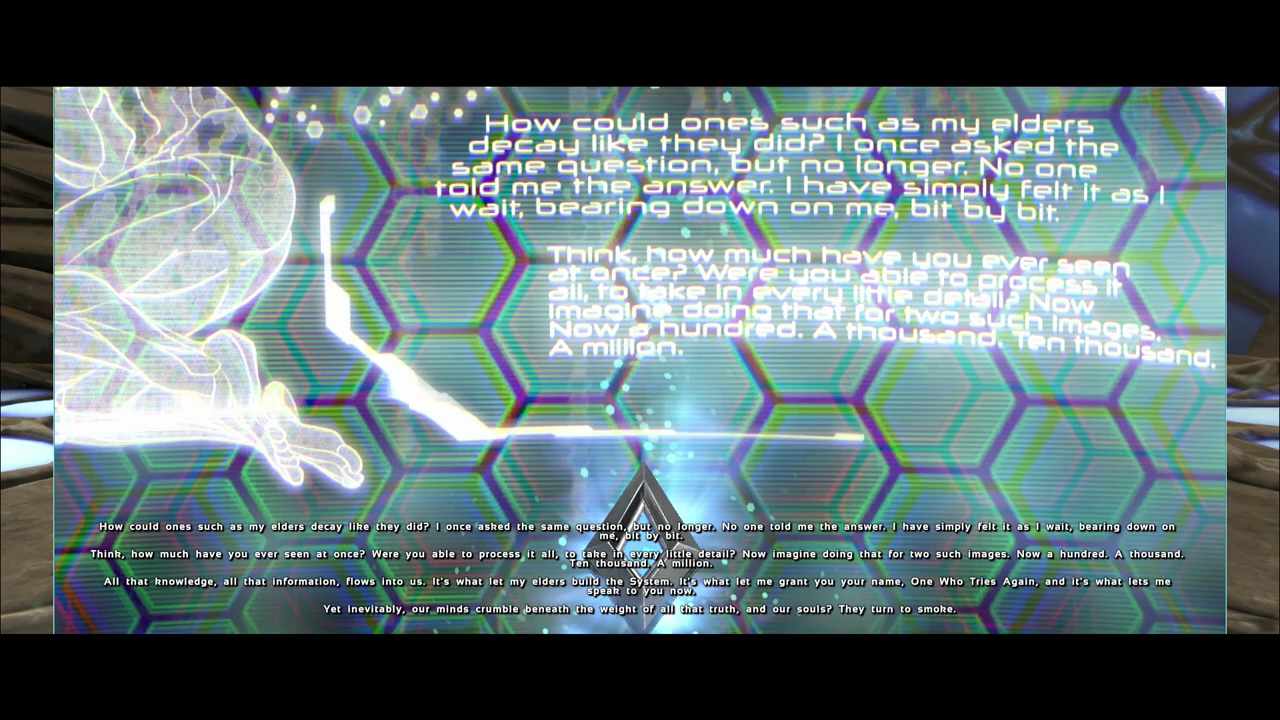 How could ones such as my elders
decay like they did? I once asked the
same question, but no longer. No one
told me the answer. I have simply felt it as I
wait, bearing down on me, bit by bit.
Think, how much have you ever seen
at once? Were you able to process it
all, to take in every little detail? Now
imagine doing that for two such images.
Now a hundred. A thousand. Ten thousand.
A million.
How could ones such as my elders decay like they did? I once asked the same question, but no longer. No one told me the answer. I have simply felt it as I wait, bearing down on
me, bit by bit.
Think, how much have you ever seen at once? Were you able to process it all, to take in every little detail? Now imagine doing that for two such images. Now a hundred. A thousand.
Ten thousand. A million.
All that knowledge, all that information, flows into us. It's what let my elders build the System. It's what let me grant you your name, One Who Tries Again, and it's what lets me
speak to you now.
Yet inevitably, our minds crumble beneath the weight of all that truth, and our souls? They turn to smoke.